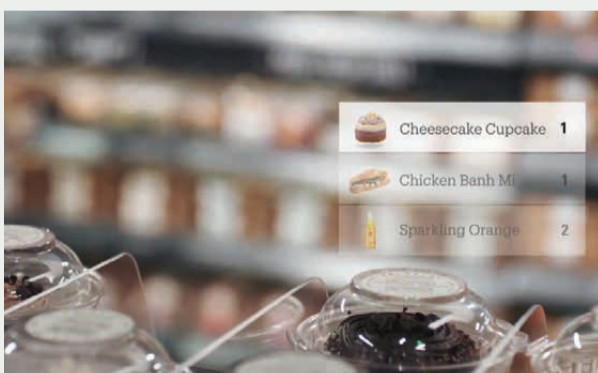 Cheesecake Cupcake 1
Chicken Banh Mi 1
Sparkling Orange 2